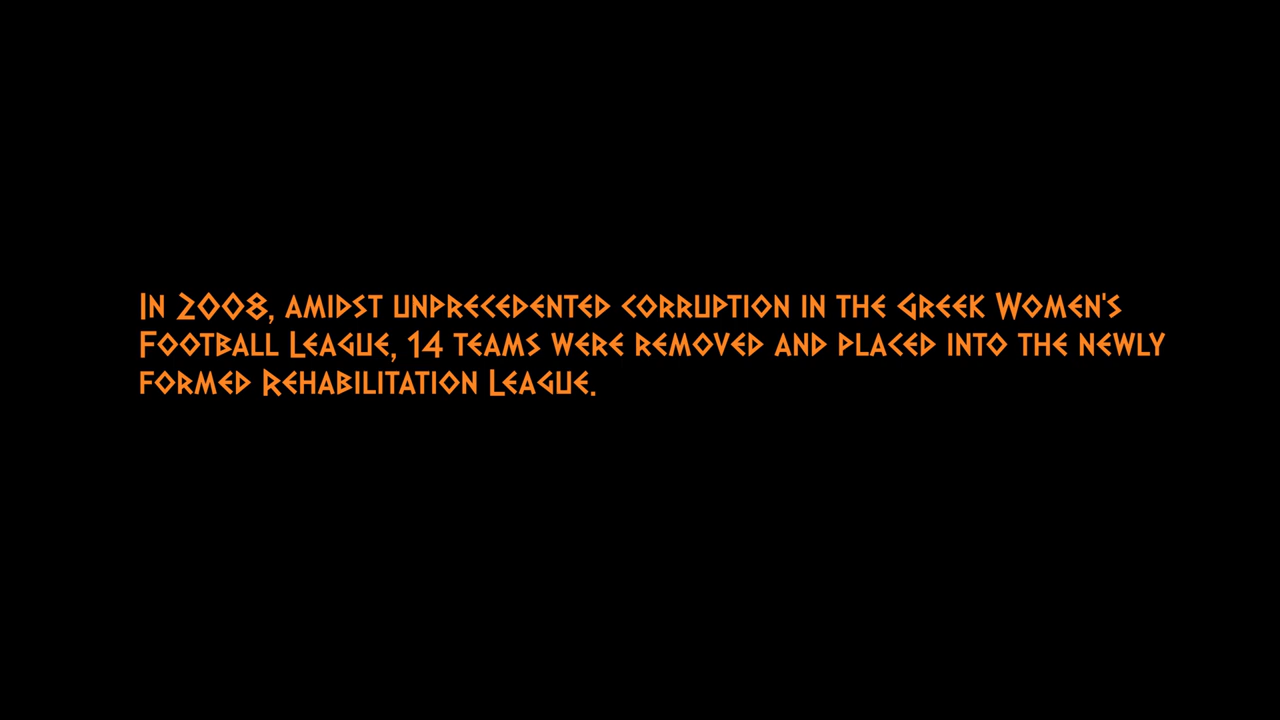 In 2008, amidst unprecedented corruption in the Greek Women's
Football League, 14 teams were removed and placed into the newly
formed Rehabilitation League.